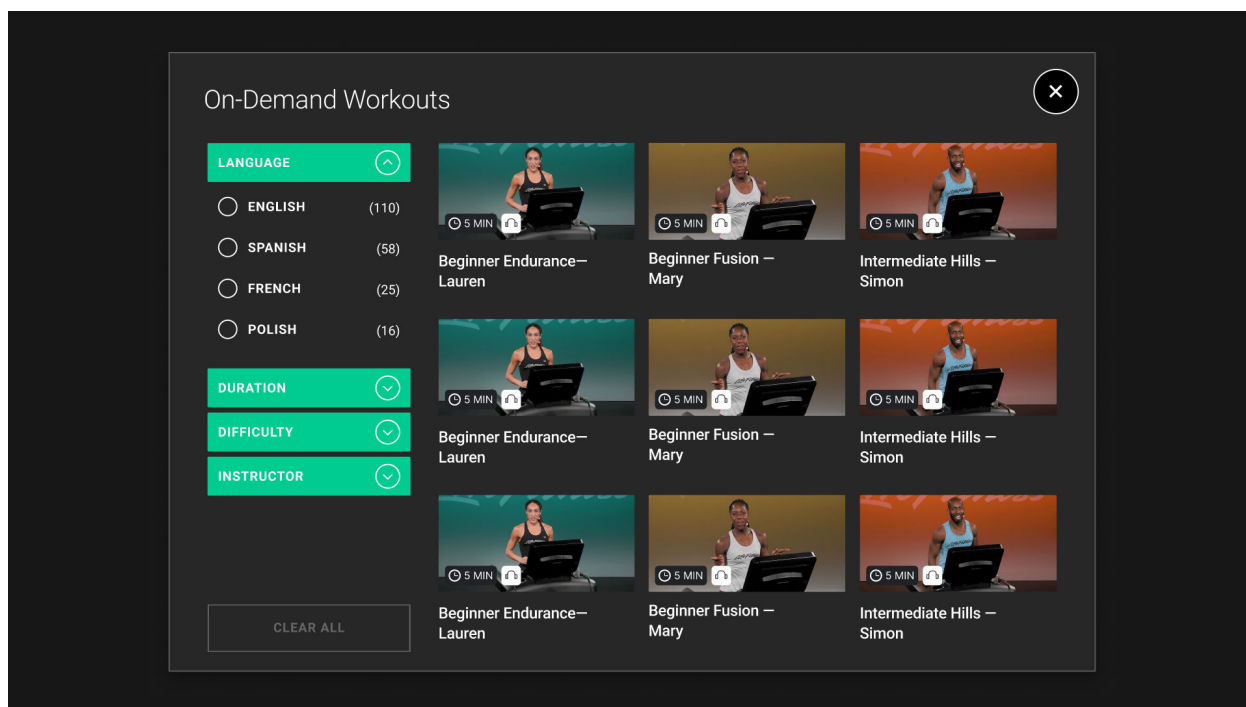 On-Demand Workouts
LANGUAGE
ENGLISH (110)
SPANISH (58)
FRENCH (25)
POLISH (16)
DURATION
DIFFICULTY
INSTRUCTOR
CLEAR ALL
5 MIN
Beginner Endurance—
Lauren
5 MIN
Beginner Fusion —
Mary
5 MIN
Intermediate Hills —
Simon
5 MIN
Beginner Endurance—
Lauren
5 MIN
Beginner Fusion —
Mary
5 MIN
Intermediate Hills —
Simon
5 MIN
Beginner Endurance—
Lauren
5 MIN
Beginner Fusion —
Mary
5 MIN
Intermediate Hills —
Simon